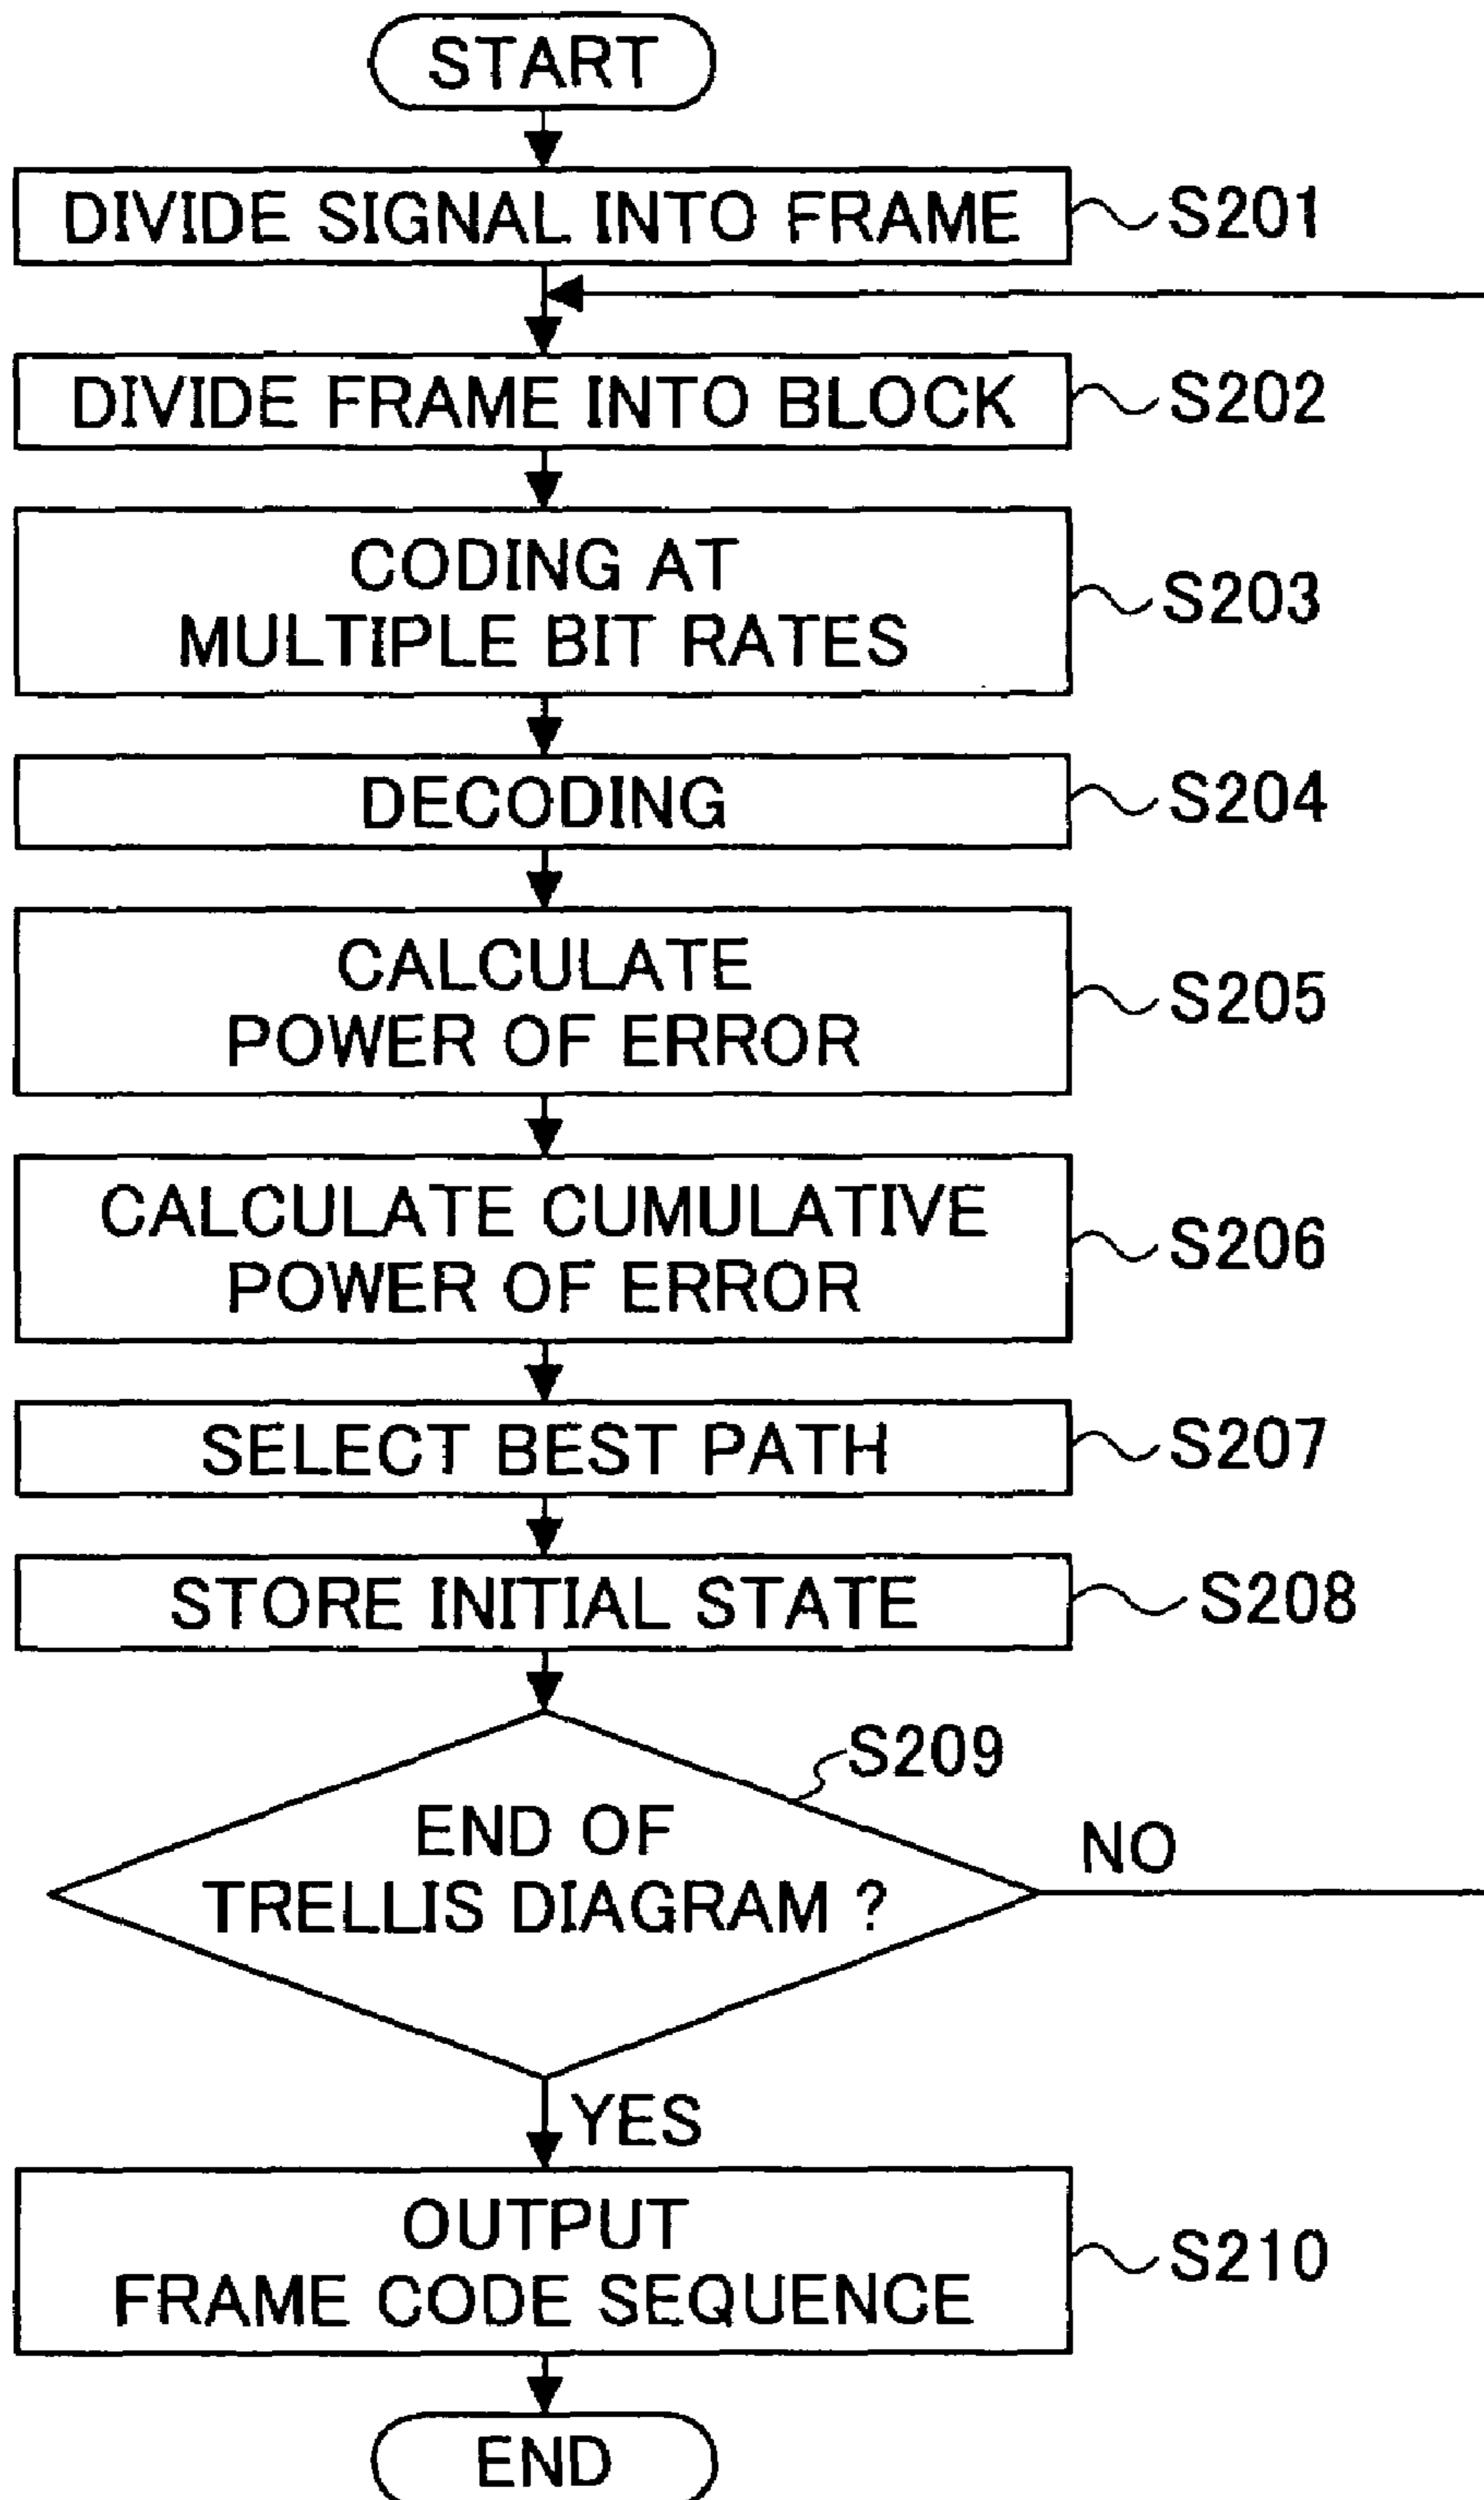 START
DIVIDE SIGNAL INTO FRAME
S201
DIVIDE FRAME INTO BLOCK
S202
CODING AT
MULTIPLE BIT RATES
S203
DECODING
S204
CALCULATE
POWER OF ERROR
S205
CALCULATE CUMULATIVE
POWER OF ERROR
S206
SELECT BEST PATH
S207
STORE INITIAL STATE
S208
S209
END OF
TRELLIS DIAGRAM ?
NO
YES
OUTPUT
FRAME CODE SEQUENCE
S210
END